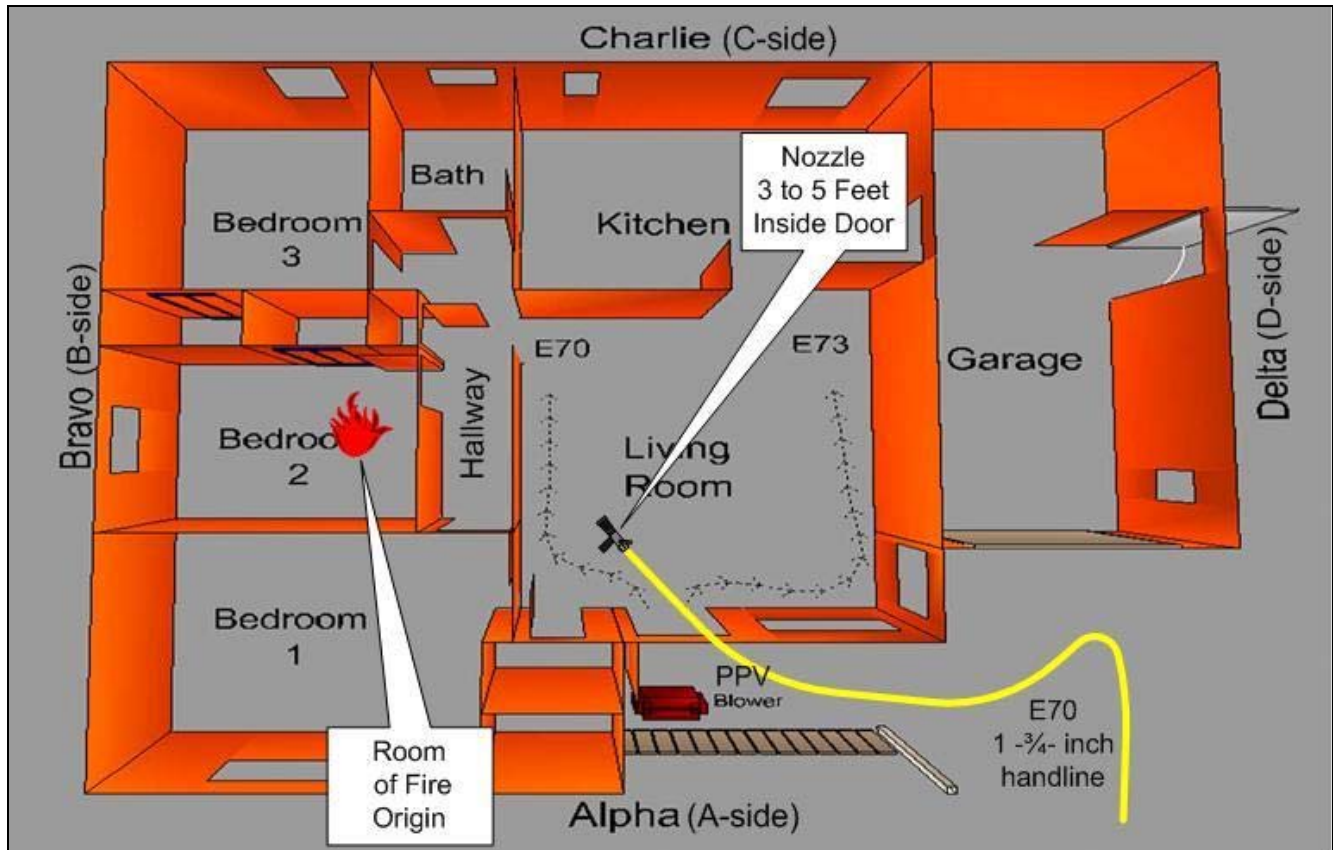 Charlie (C-side)
Nozzle
3 to 5 Feet
Inside Door
Bath
Bedroom
3
Kitchen
Bravo (B-side)
E70
E73
Garage
Delta (D-side)
Hallway
Bedroo
2
Living
Room
Bedroom
1
PPV
Blower
E70
1 -¾- inch
handline
Room
of Fire
Origin
Alpha (A-side)